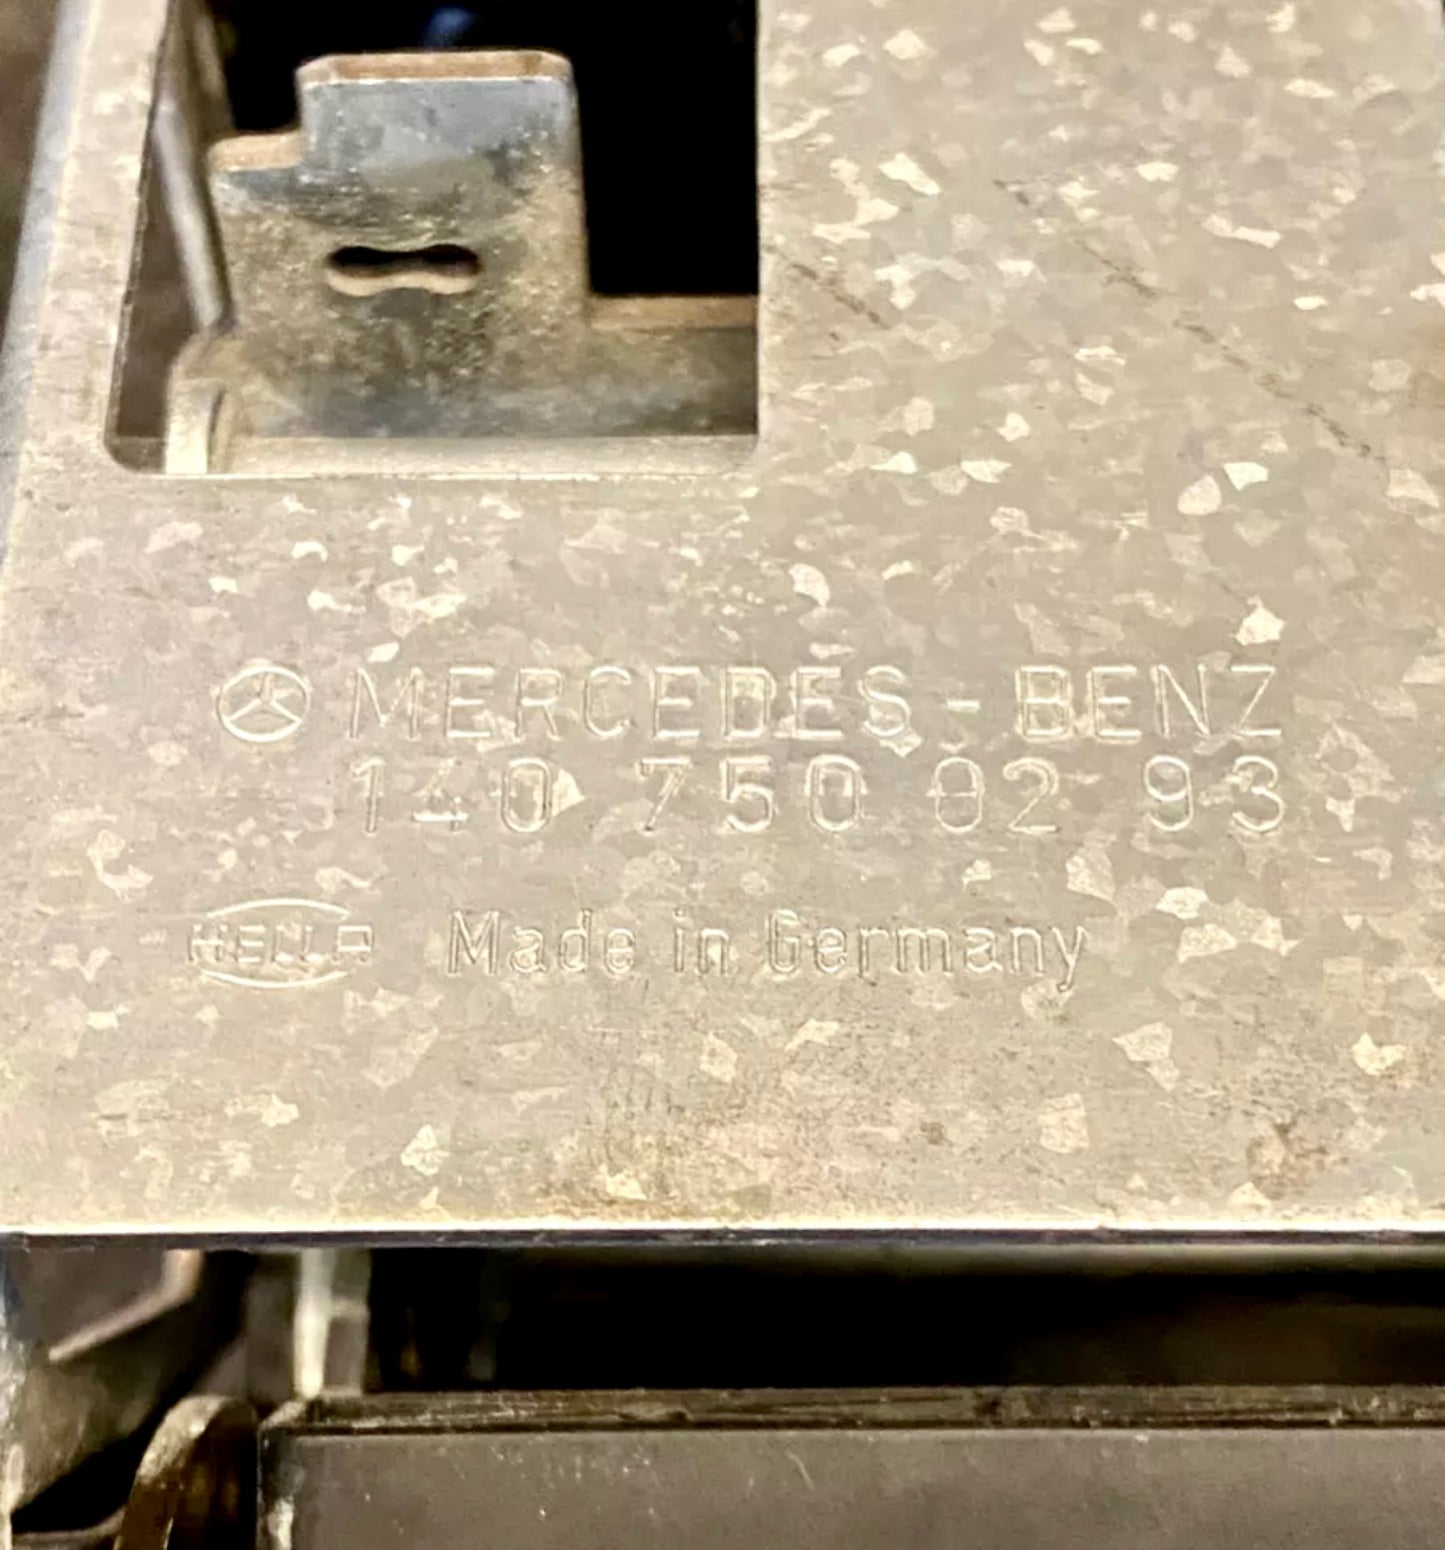 MERCEDES-BENZ
140 750 02 93
HELLA Made in Germany